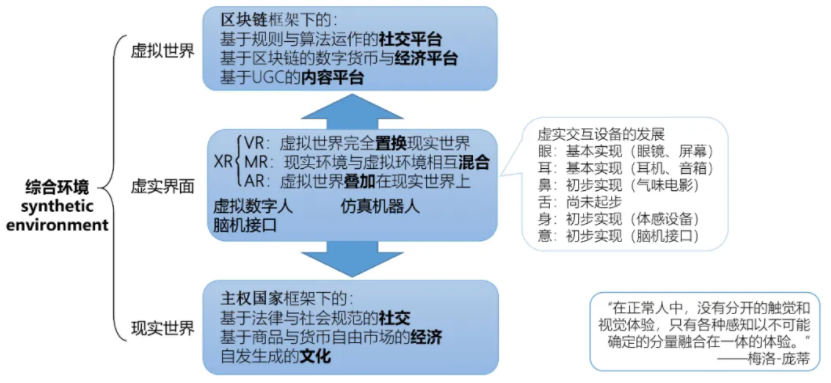 综合环境
synthetic
environment
虚拟世界
区块链框架下的：
基于规则与算法运作的社交平台
基于区块链的数字货币与经济平台
基于UGC的内容平台
虚实界面
XR
VR：虚拟世界完全置换现实世界
MR：现实环境与虚拟环境相互混合
AR：虚拟世界叠加在现实世界上
虚拟数字人 仿真机器人
脑机接口
虚实交互设备的发展
眼：基本实现（眼镜、屏幕）
耳：基本实现（耳机、音箱）
鼻：初步实现（气味电影）
舌：尚未起步
身：初步实现（体感设备）
意：初步实现（脑机接口）
现实世界
主权国家框架下的：
基于法律与社会规范的社交
基于商品与货币自由市场的经济
自发生成的文化
“在正常人中，没有分开的触觉和
视觉体验，只有各种感知以不可能
确定的分量融合在一体的体验。”
——梅洛-庞蒂